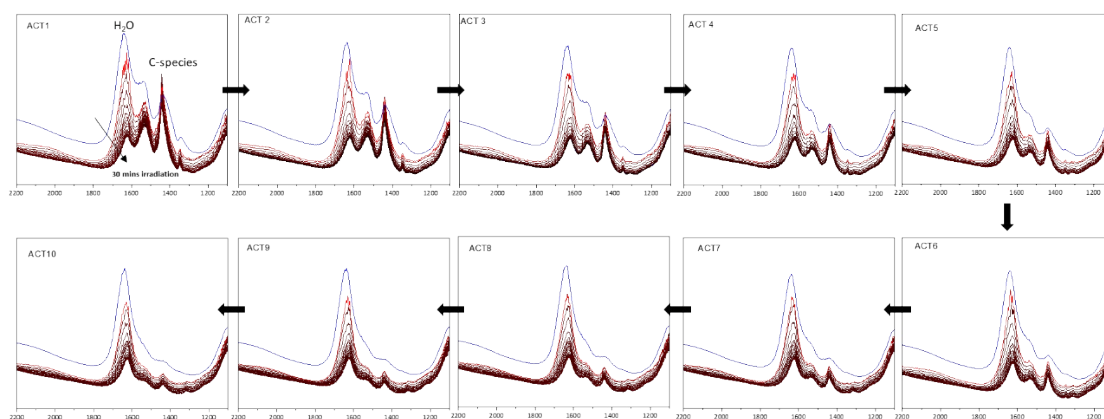 ACT1
H₂O
C-species
30 mins irradiation
2200 2000 1800 1600 1400 1200
ACT 2
2200 2000 1800 1600 1400 1200
ACT 3
2200 2000 1800 1600 1400 1200
ACT 4
2200 2000 1800 1600 1400 1200
ACT5
2200 2000 1800 1600 1400 1200
ACT10
2200 2000 1800 1600 1400 1200
ACT9
2200 2000 1800 1600 1400 1200
ACT8
2200 2000 1800 1600 1400 1200
ACT7
2200 2000 1800 1600 1400 1200
ACT6
2200 2000 1800 1600 1400 1200